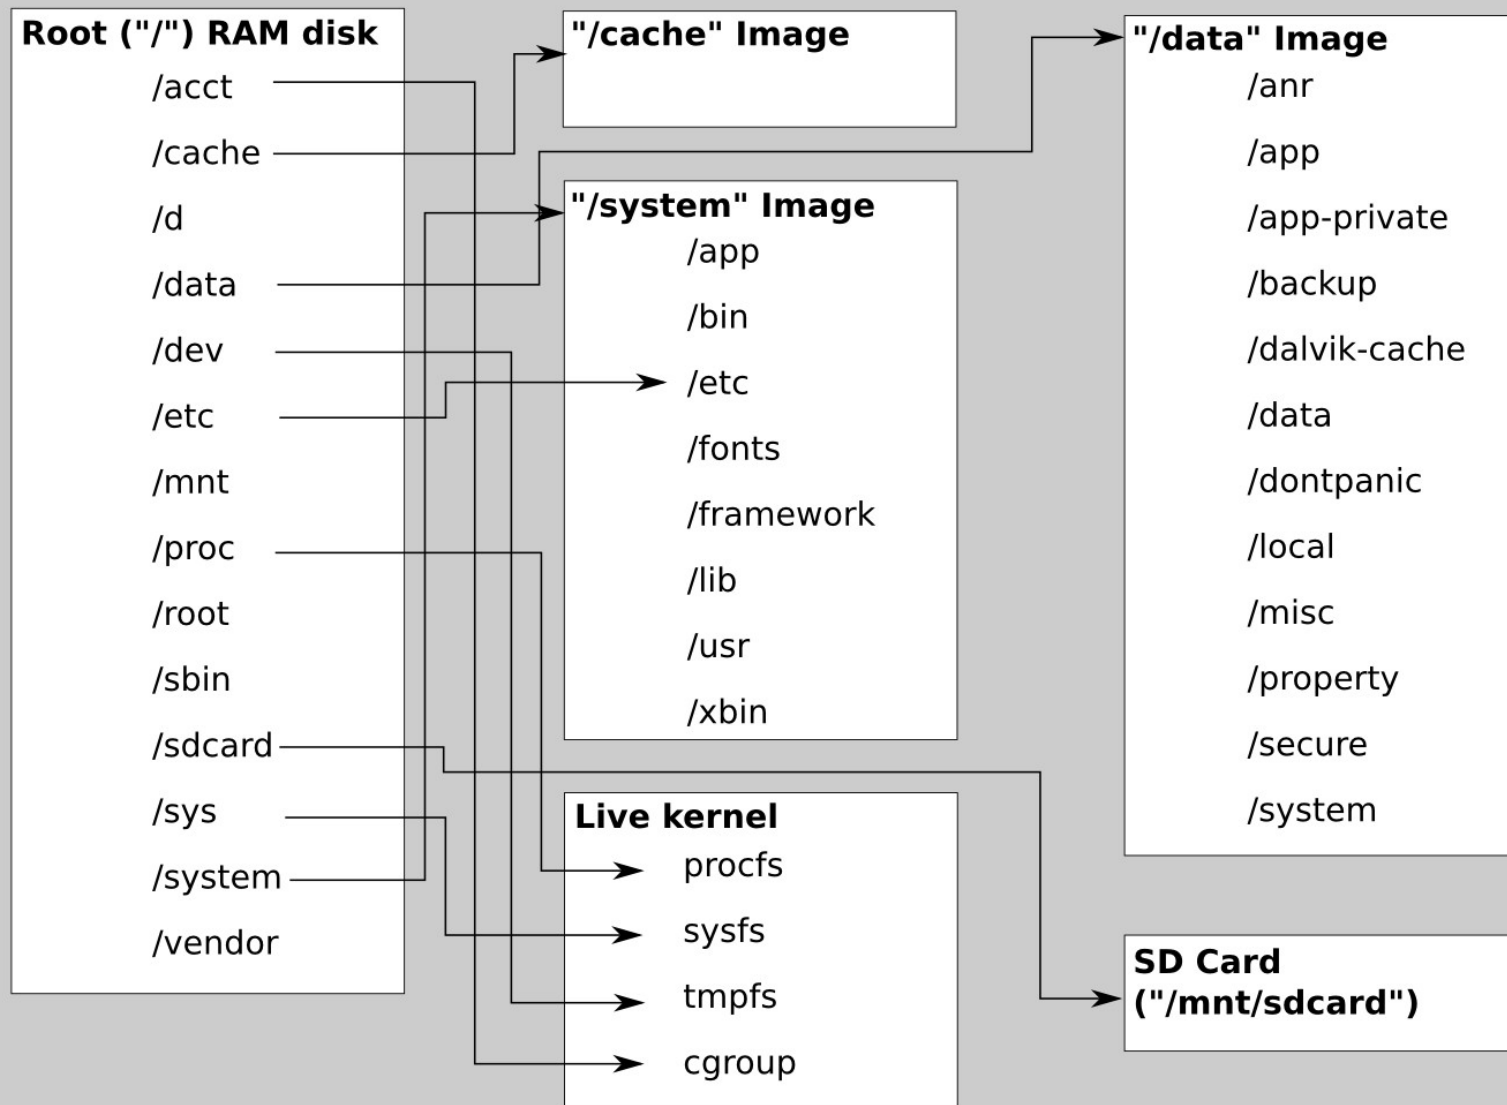 Root ("/") RAM disk
/acct
/cache
/d
/data
/dev
/etc
/mnt
/proc
/root
/sbin
/sdcard
/sys
/system
/vendor
"/cache" Image
"/system" Image
/app
/bin
/etc
/fonts
/framework
/lib
/usr
/xbin
Live kernel
procfs
sysfs
tmpfs
cgroup
"/data" Image
/anr
/app
/app-private
/backup
/dalvik-cache
/data
/dontpanic
/local
/misc
/property
/secure
/system
SD Card
("/mnt/sdcard")